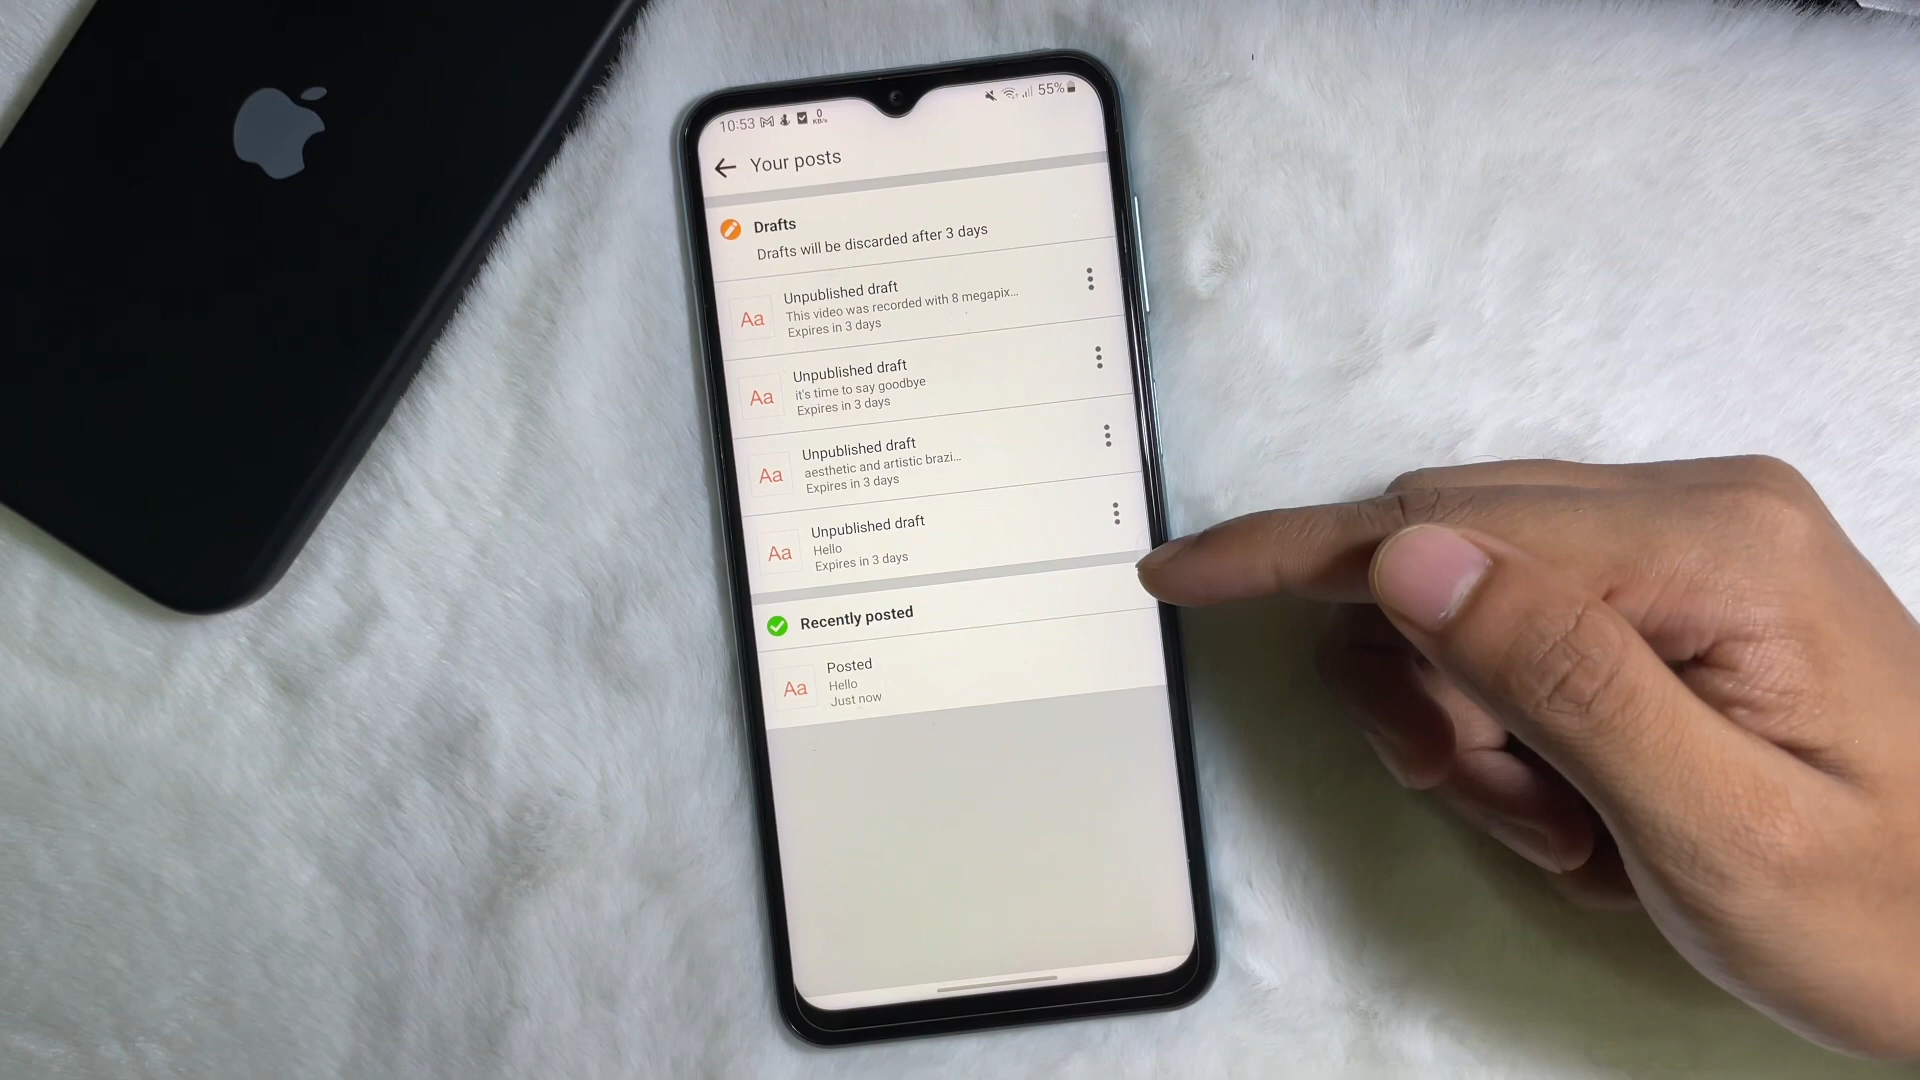 10:53 0 KB/s 55%
Your posts
Drafts
Drafts will be discarded after 3 days
Aa
Unpublished draft
This video was recorded with 8 megapix...
Expires in 3 days
Aa
Unpublished draft
it's time to say goodbye
Expires in 3 days
Aa
Unpublished draft
aesthetic and artistic brazi...
Expires in 3 days
Aa
Unpublished draft
Hello
Expires in 3 days
Recently posted
Aa
Posted
Hello
Just now